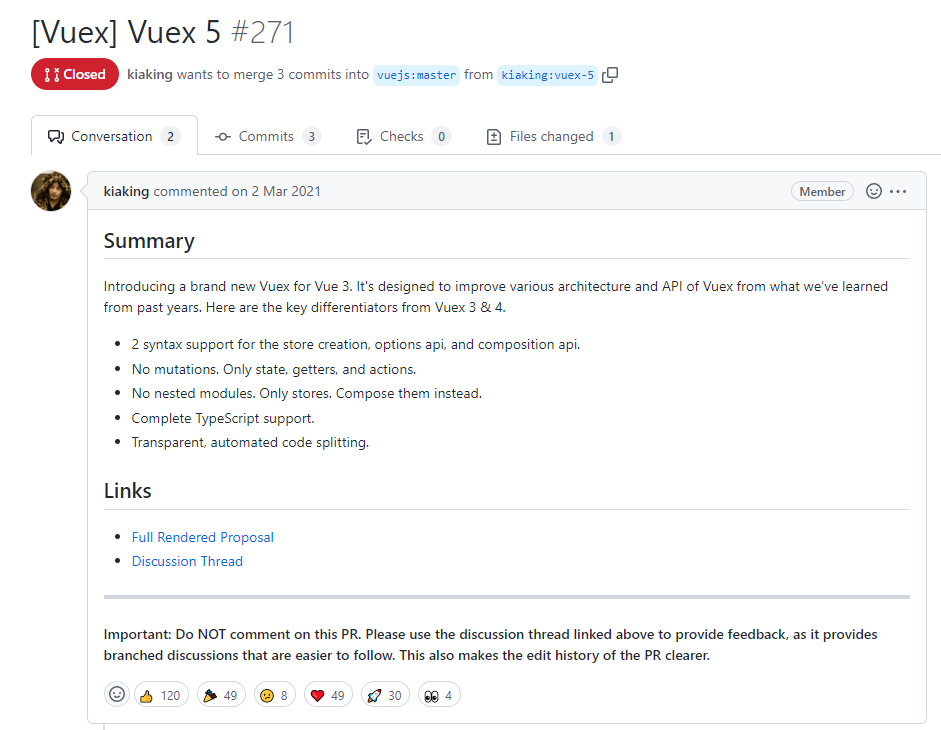 [Vuex] Vuex 5 #271
Closed kiaking wants to merge 3 commits into vuejs:master from kiaking:vuex-5
Conversation 2 Commits 3 Checks 0 Files changed 1
kiaking commented on 2 Mar 2021 Member
Summary
Introducing a brand new Vuex for Vue 3. It's designed to improve various architecture and API of Vuex from what we've learned
from past years. Here are the key differentiators from Vuex 3 & 4.
• 2 syntax support for the store creation, options api, and composition api.
• No mutations. Only state, getters, and actions.
• No nested modules. Only stores. Compose them instead.
• Complete TypeScript support.
• Transparent, automated code splitting.
Links
• Full Rendered Proposal
• Discussion Thread
Important: Do NOT comment on this PR. Please use the discussion thread linked above to provide feedback, as it provides
branched discussions that are easier to follow. This also makes the edit history of the PR clearer.
120 49 8 49 30 4